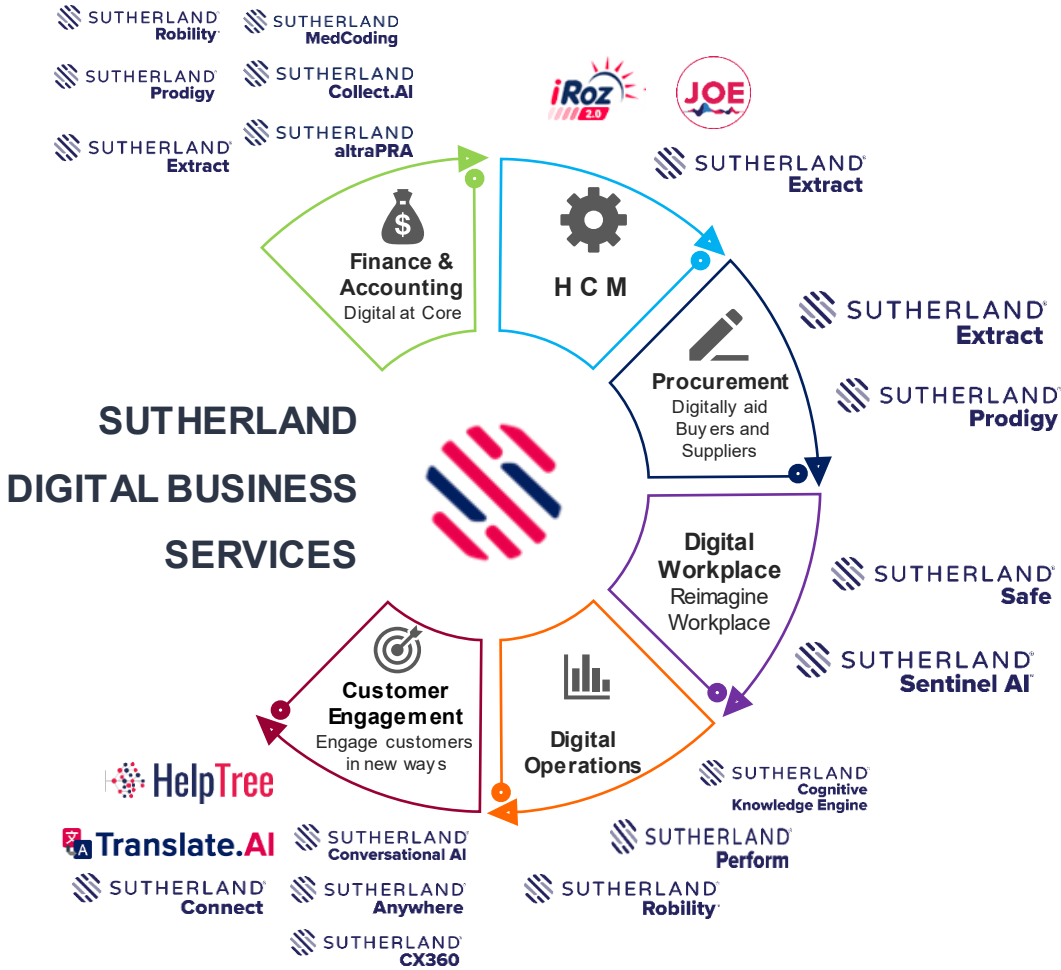 SUTHERLAND
Robility
SUTHERLAND
MedCoding
SUTHERLAND
Prodigy
SUTHERLAND
Collect.AI
SUTHERLAND
Extract
SUTHERLAND
altraPRA
iRoz
2.0
JOE
SUTHERLAND
Extract
Finance &
Accounting
Digital at Core
$
HCM
SUTHERLAND
Extract
Procurement
Digitally aid
Buyers and
Suppliers
SUTHERLAND
Prodigy
SUTHERLAND
DIGITAL BUSINESS
SERVICES
Digital
Workplace
Reimagine
Workplace
SUTHERLAND
Safe
SUTHERLAND
Sentinel AI
Customer
Engagement
Engage customers
in new ways
Digital
Operations
SUTHERLAND
Cognitive
Knowledge Engine
SUTHERLAND
Perform
SUTHERLAND
Robility
HelpTree
文
A
Translate.AI
SUTHERLAND
Conversational AI
SUTHERLAND
Connect
SUTHERLAND
Anywhere
SUTHERLAND
CX360